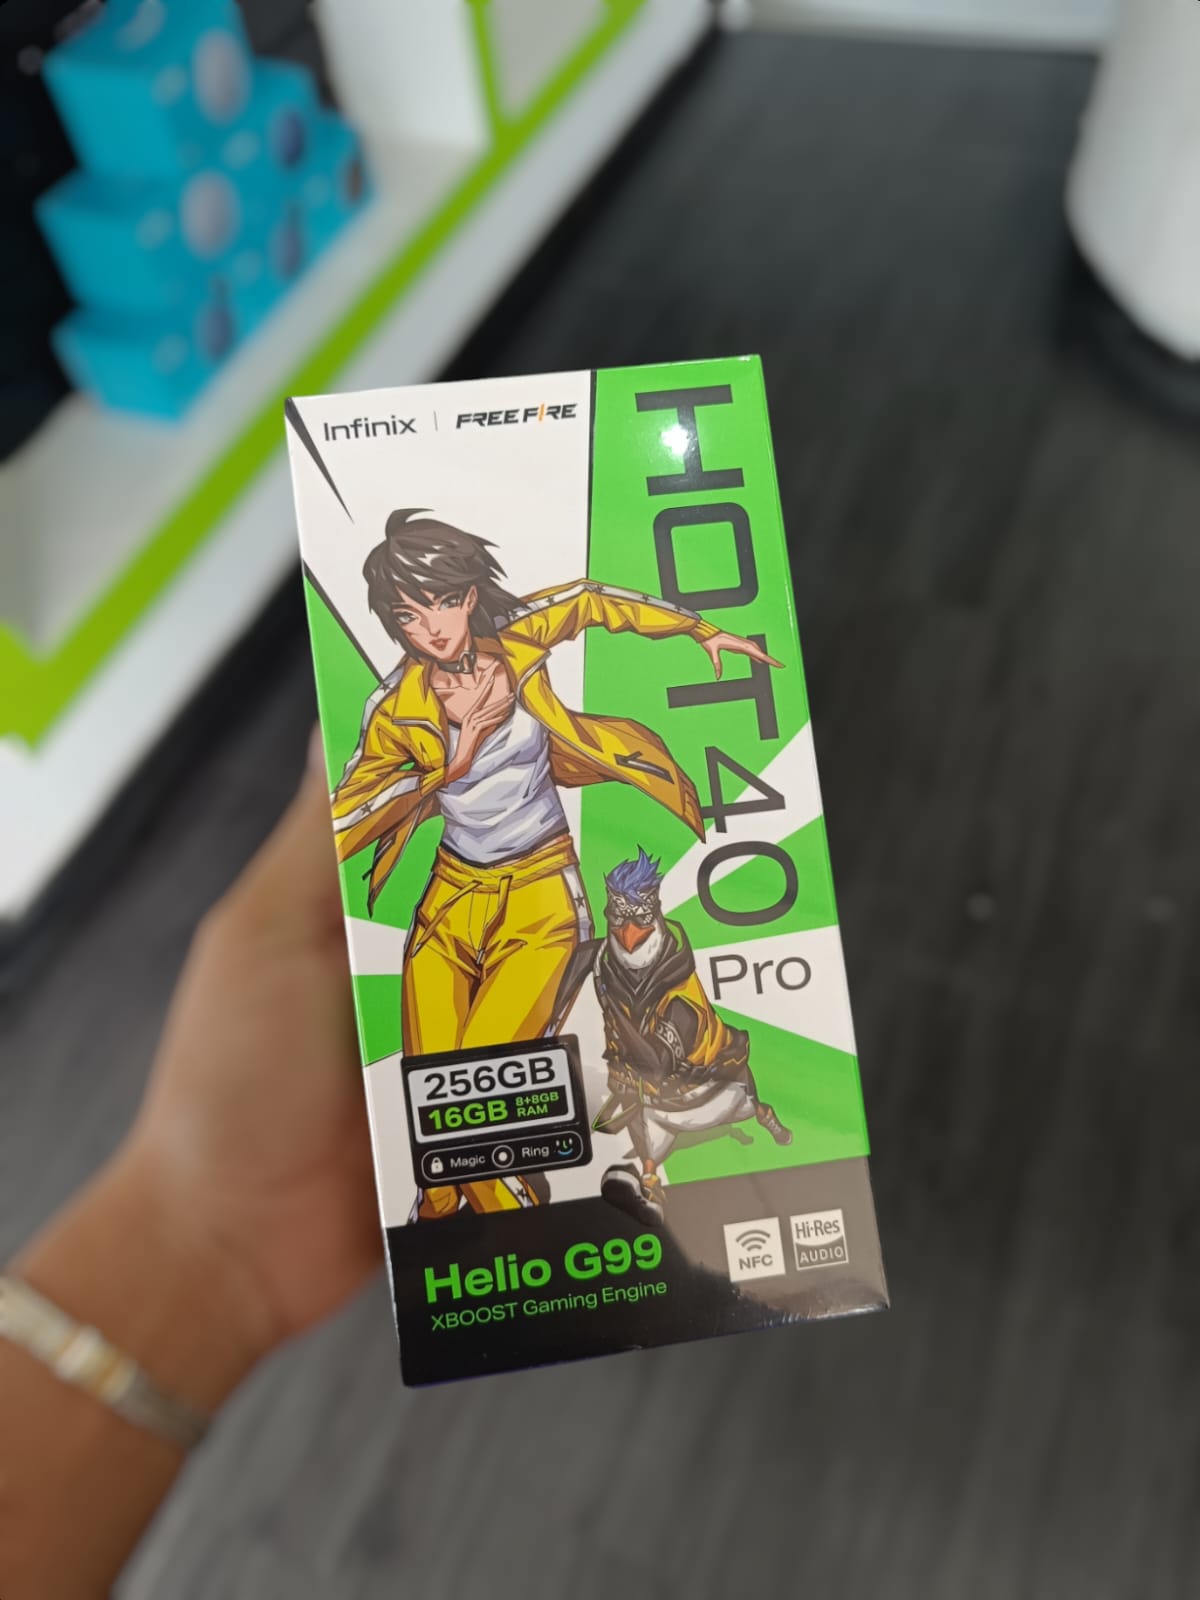 Infinix | FREE FIRE
HOT 40
Pro
256GB
16GB 8+8GB RAM
Magic Ring
Helio G99
XBOOST Gaming Engine
NFC
Hi-Res
AUDIO